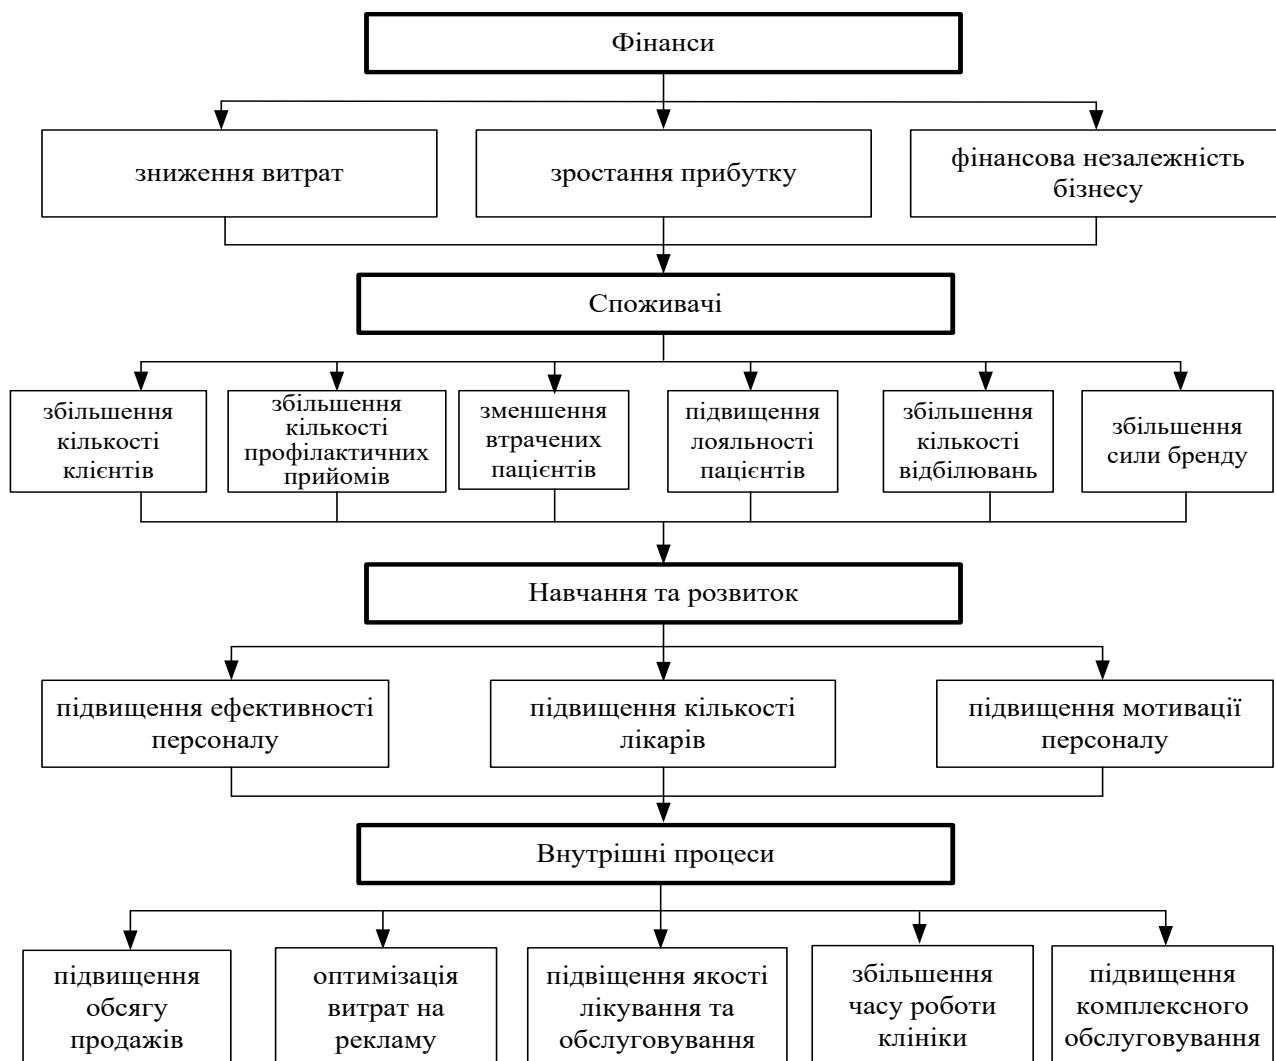 Фінанси
зниження витрат
зростання прибутку
фінансова незалежність
бізнесу
Споживачі
збільшення
кількості
клієнтів
збільшення
кількості
профілактичних
прийомів
зменшення
втрачених
пацієнтів
підвищення
лояльності
пацієнтів
збільшення
кількості
відбілювань
збільшення
сили бренду
Навчання та розвиток
підвищення ефективності
персоналу
підвищення кількості
лікарів
підвищення мотивації
персоналу
Внутрішні процеси
підвищення
обсягу
продажів
оптимізація
витрат на
рекламу
підвіщення якості
лікування та
обслуговування
збільшення
часу роботи
клініки
підвищення
комплексного
обслуговування